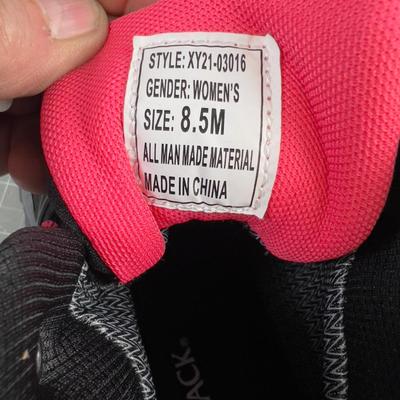 STYLE: XY21-03016
GENDER: WOMEN'S
SIZE: 8.5M
ALL MAN MADE MATERIAL
MADE IN CHINA